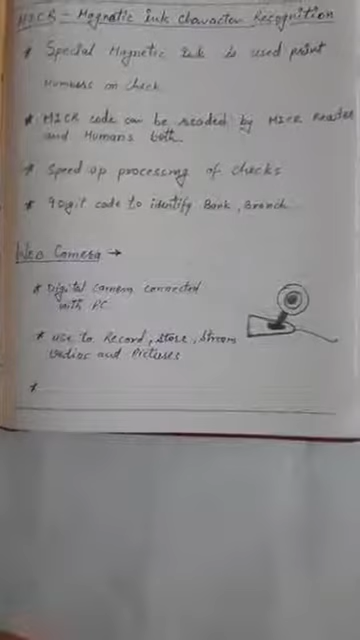 MICR - Magnetic Ink Character Recognition
* Special Magnetic Ink is used print
Numbers on check
* MICR code can be readed by MICR Reader
and Humans both.
* Speed up processing of checks
* 9 Digit code to identify Bank, Branch
Web Camera →
* Digital camera connected
with PC
* use to Record, Store, Stream
vedios and Pictures
*